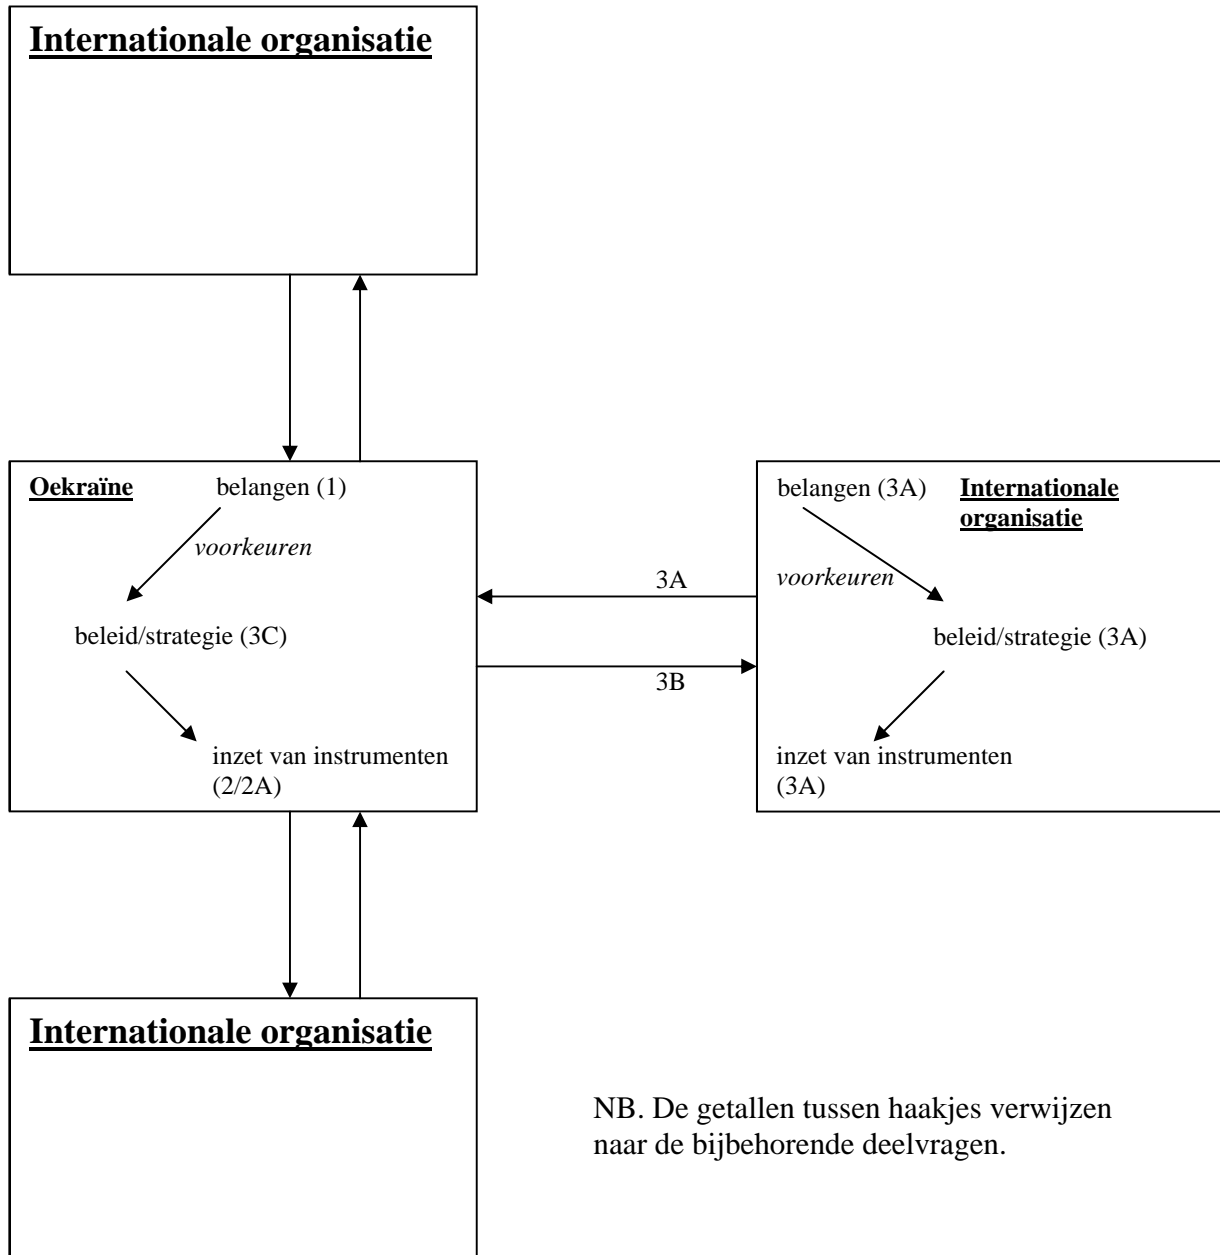 Internationale organisatie
Oekraïne
belangen (1)
voorkeuren
beleid/strategie (3C)
inzet van instrumenten
(2/2A)
3A
3B
belangen (3A)
Internationale
organisatie
voorkeuren
beleid/strategie (3A)
inzet van instrumenten
(3A)
Internationale organisatie
NB. De getallen tussen haakjes verwijzen
naar de bijbehorende deelvragen.